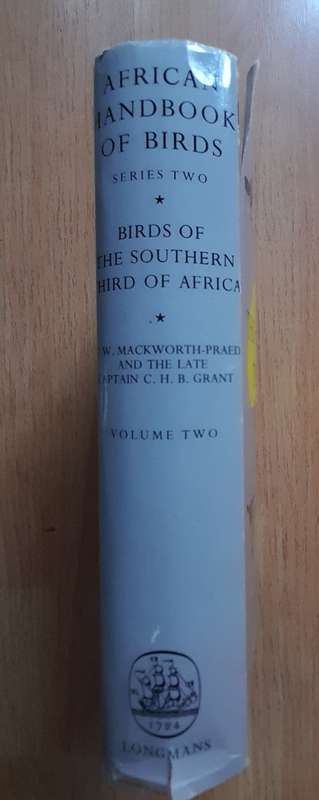 AFRICAN
HANDBOOK
OF BIRDS
SERIES TWO
★
BIRDS OF
THE SOUTHERN
THIRD OF AFRICA
★
W. MACKWORTH-PRAED
AND THE LATE
CAPTAIN C. H. B. GRANT
VOLUME TWO
1724
LONGMANS